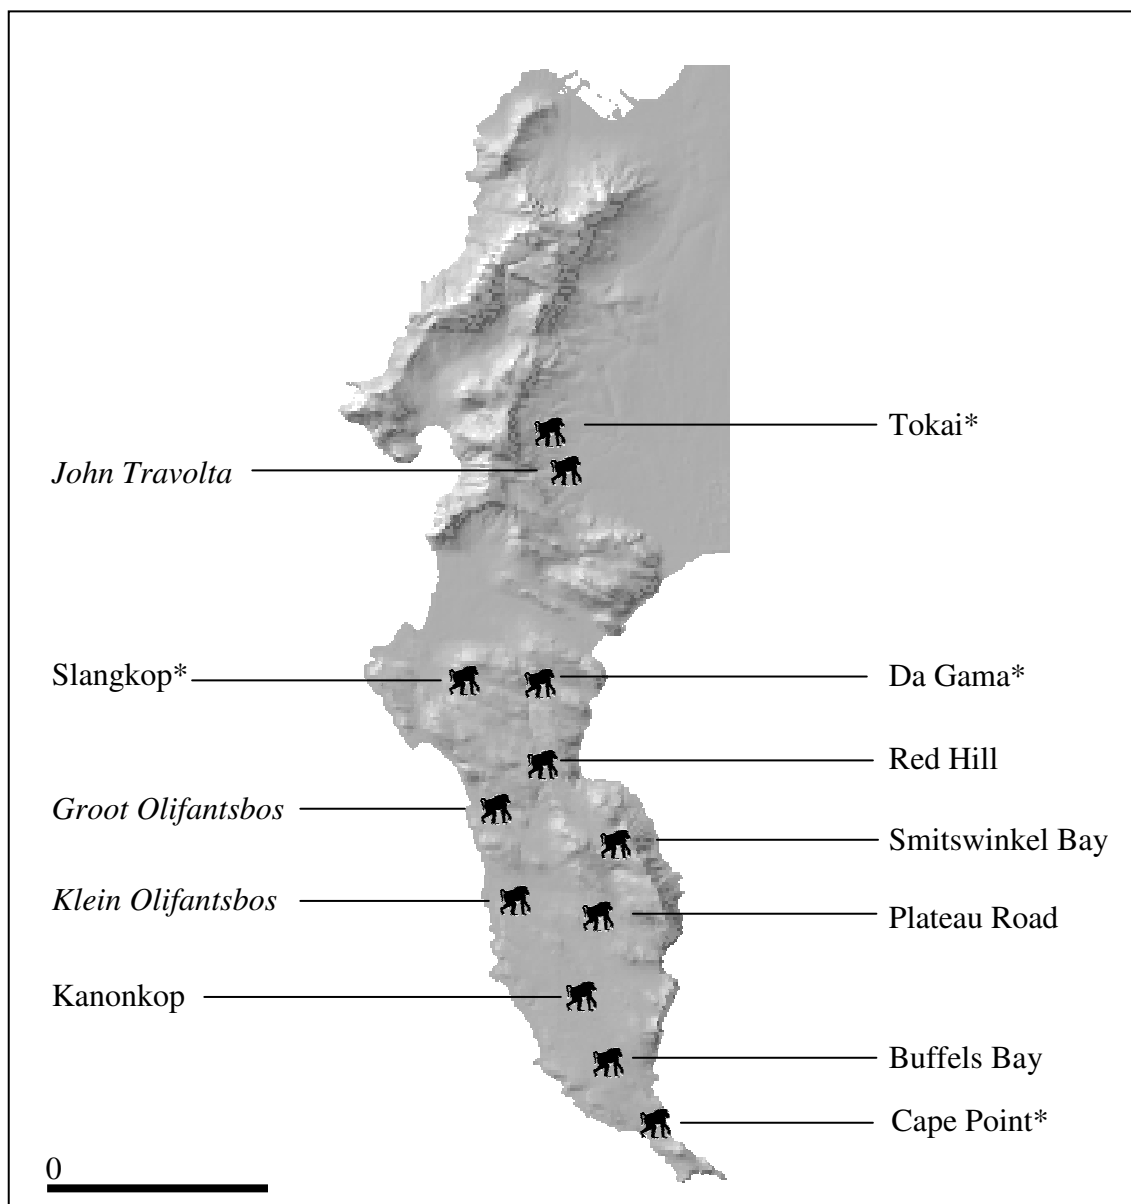 Tokai*
John Travolta
Slangkop*
Da Gama*
Red Hill
Groot Olifantsbos
Smitswinkel Bay
Klein Olifantsbos
Plateau Road
Kanonkop
Buffels Bay
Cape Point*
0